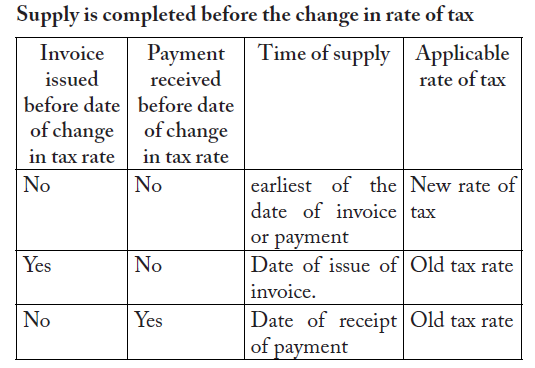 Supply is completed before the change in rate of tax
Invoice issued before date of change in tax rate | Payment received before date of change in tax rate | Time of supply | Applicable rate of tax
No | No | earliest of the date of invoice or payment | New rate of tax
Yes | No | Date of issue of invoice. | Old tax rate
No | Yes | Date of receipt of payment | Old tax rate